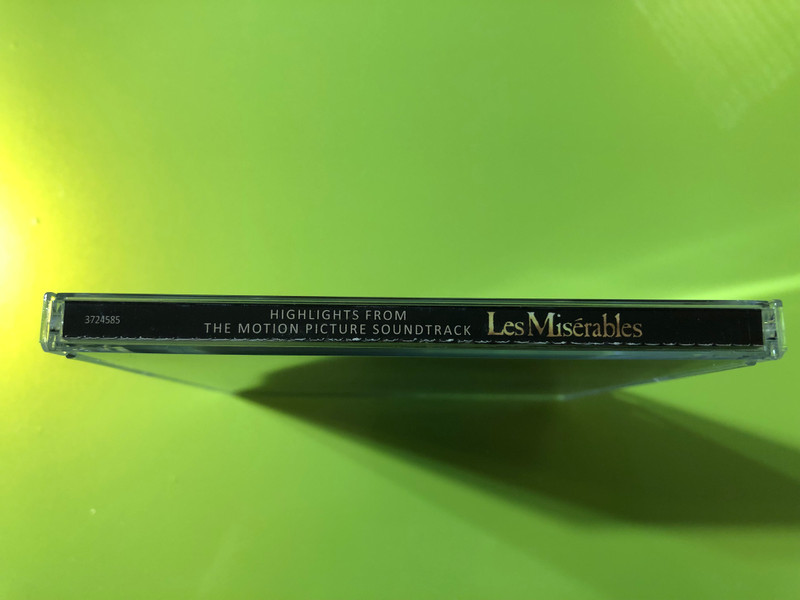 3724585
HIGHLIGHTS FROM
THE MOTION PICTURE SOUNDTRACK
Les Misérables